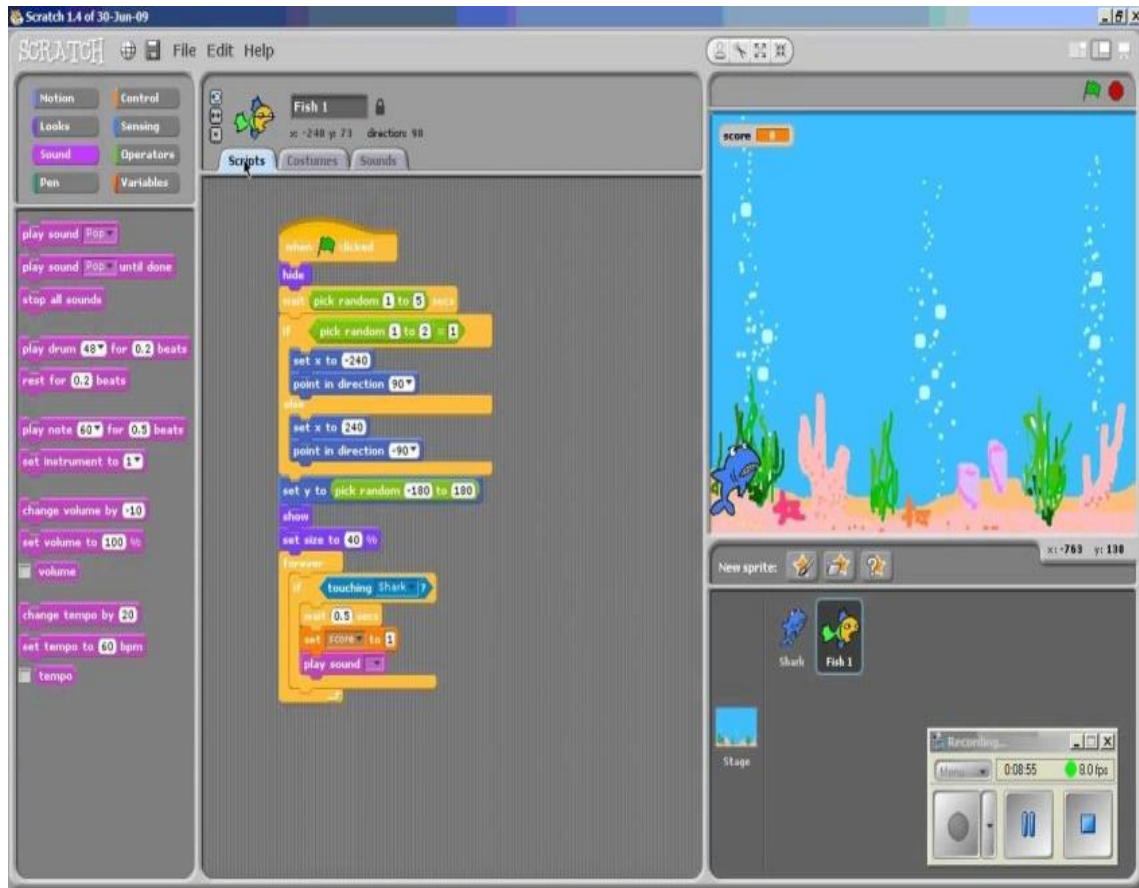 Scratch 1.4 of 30-Jun-09
SCRATCH File Edit Help
Motion Control
Looks Sensing
Sound Operators
Pen Variables
play sound Pop
play sound Pop until done
stop all sounds
play drum 48 for 0.2 beats
rest for 0.2 beats
play note 60 for 0.5 beats
set instrument to 1
change volume by -10
set volume to 100 %
volume
change tempo by 20
set tempo to 60 bpm
tempo
Fish 1
x: -240 y: 73 direction: 90
Scripts Costumes Sounds
when clicked
hide
wait pick random 1 to 5 secs
if pick random 1 to 2 = 1
set x to -240
point in direction 90
else
set x to 240
point in direction -90
set y to pick random -180 to 180
show
set size to 40 %
forever
if touching Shark ?
wait 0.5 secs
set score to 1
play sound
score
x: -763 y: 138
New sprite:
Shark Fish 1
Stage
Recording...
Menu 0:08:55 8.0 fps